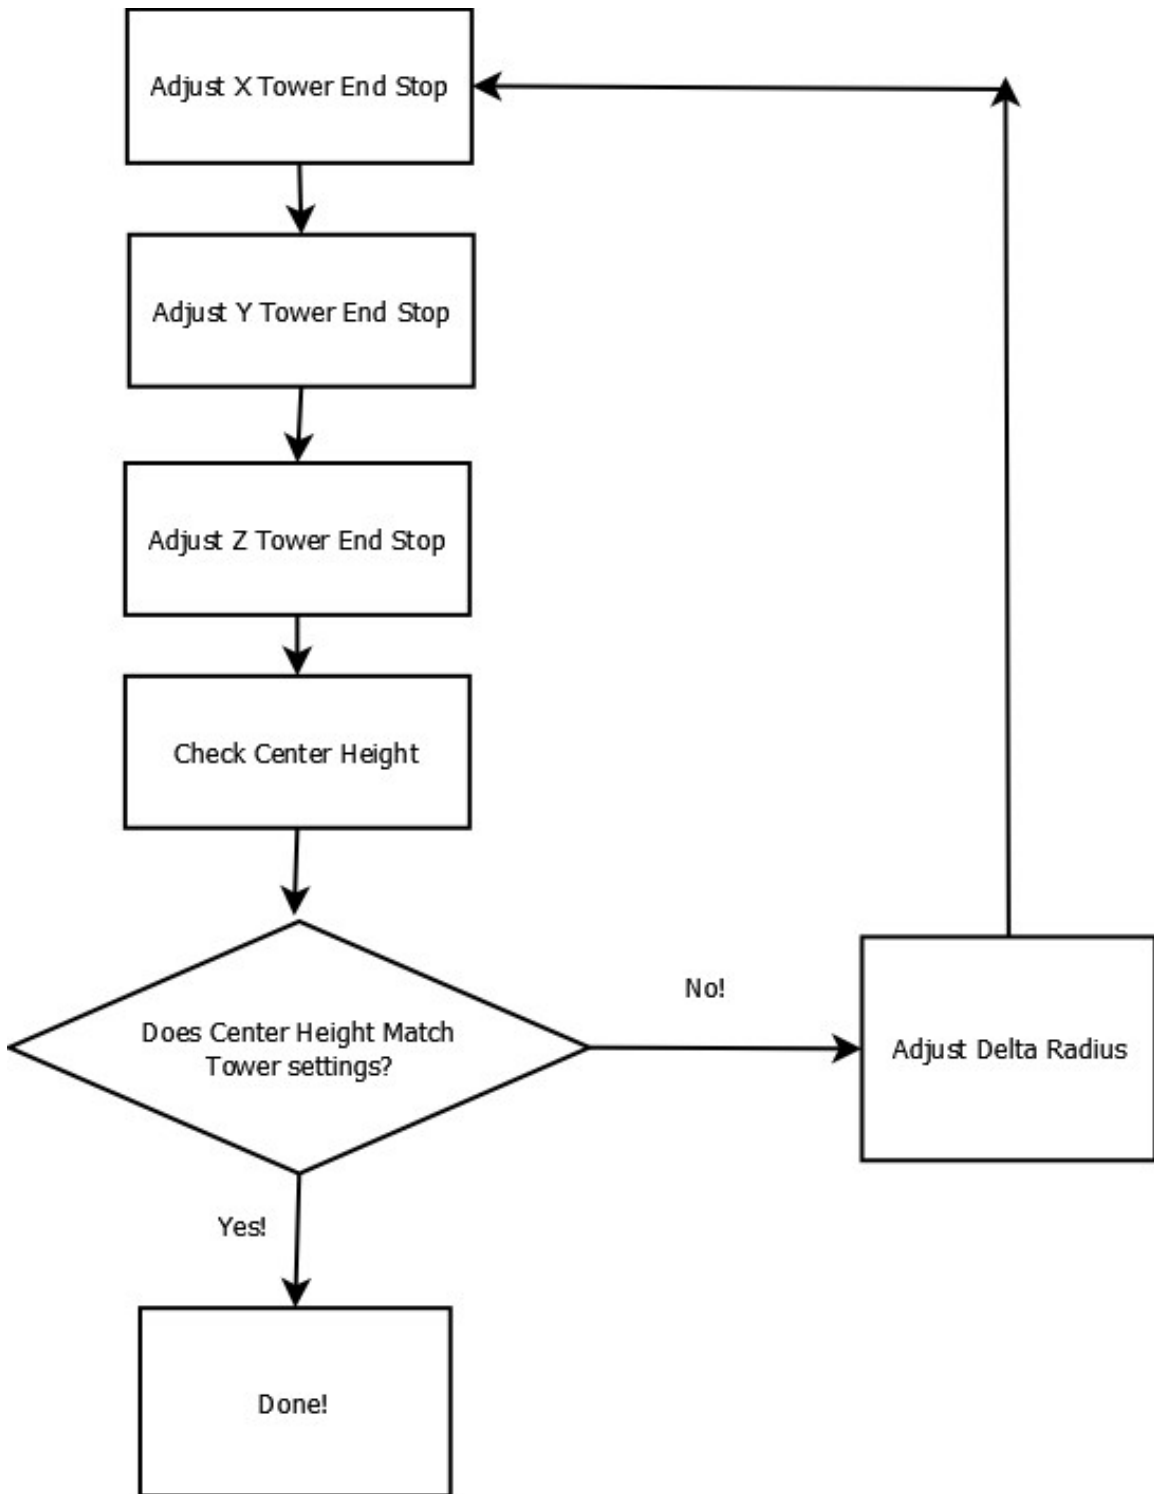 Adjust X Tower End Stop
Adjust Y Tower End Stop
Adjust Z Tower End Stop
Check Center Height
Does Center Height Match
Tower settings?
No!
Adjust Delta Radius
Yes!
Done!